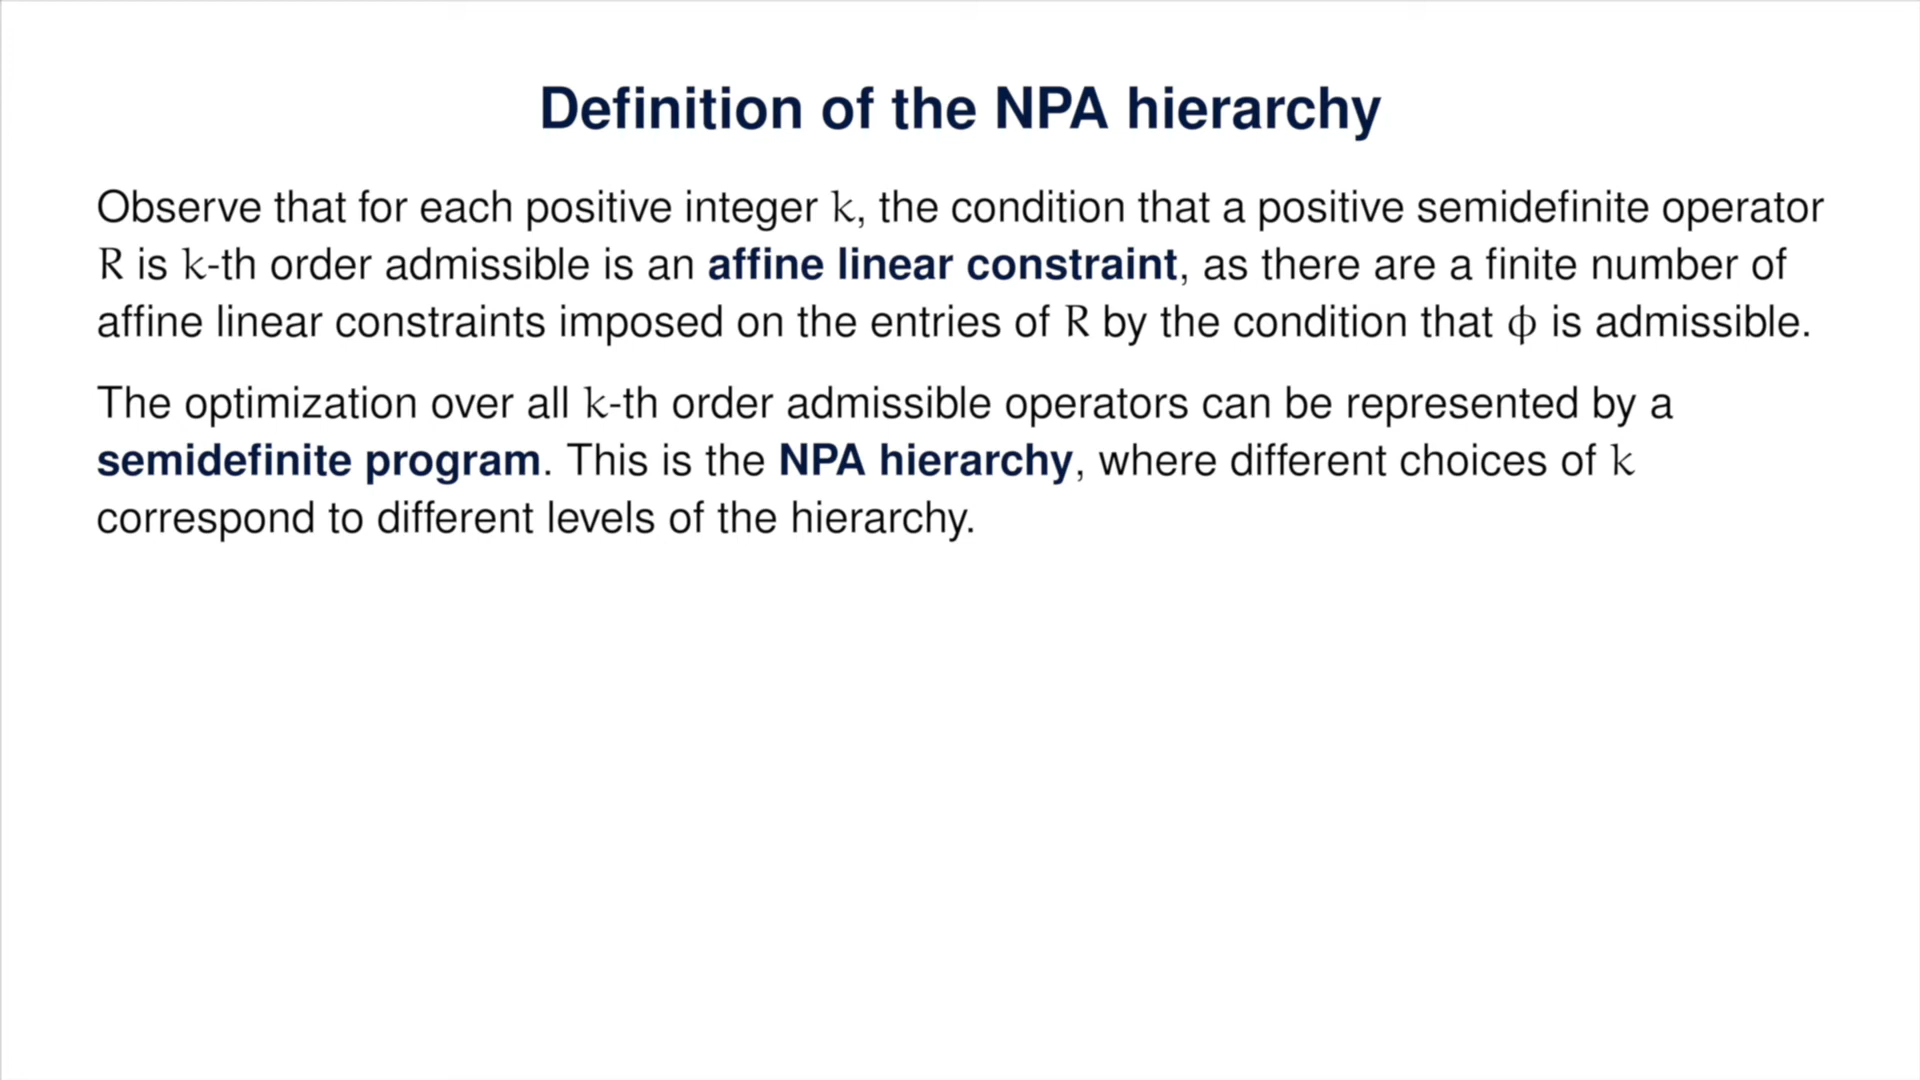 Definition of the NPA hierarchy
Observe that for each positive integer k, the condition that a positive semidefinite operator
R is k-th order admissible is an affine linear constraint, as there are a finite number of
affine linear constraints imposed on the entries of R by the condition that ϕ is admissible.
The optimization over all k-th order admissible operators can be represented by a
semidefinite program. This is the NPA hierarchy, where different choices of k
correspond to different levels of the hierarchy.